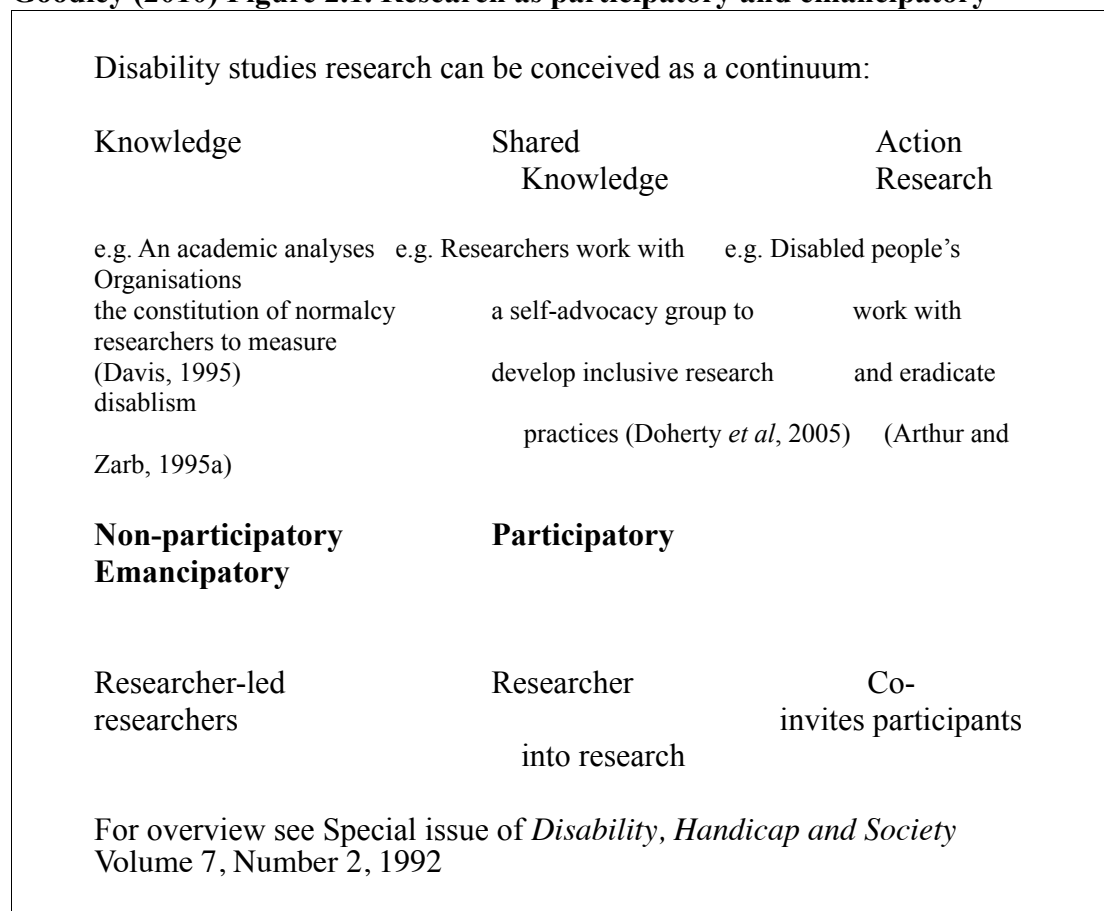 Goodley (2010) Figure 2.1. Research as participatory and emancipatory
Disability studies research can be conceived as a continuum:
Knowledge Shared Action
Knowledge Research
e.g. An academic analyses e.g. Researchers work with e.g. Disabled people’s
Organisations
the constitution of normalcy a self-advocacy group to work with
researchers to measure
(Davis, 1995) develop inclusive research and eradicate
disablism
practices (Doherty et al, 2005) (Arthur and
Zarb, 1995a)
Non-participatory Participatory
Emancipatory
Researcher-led Researcher Co-
researchers invites participants
into research
For overview see Special issue of Disability, Handicap and Society
Volume 7, Number 2, 1992